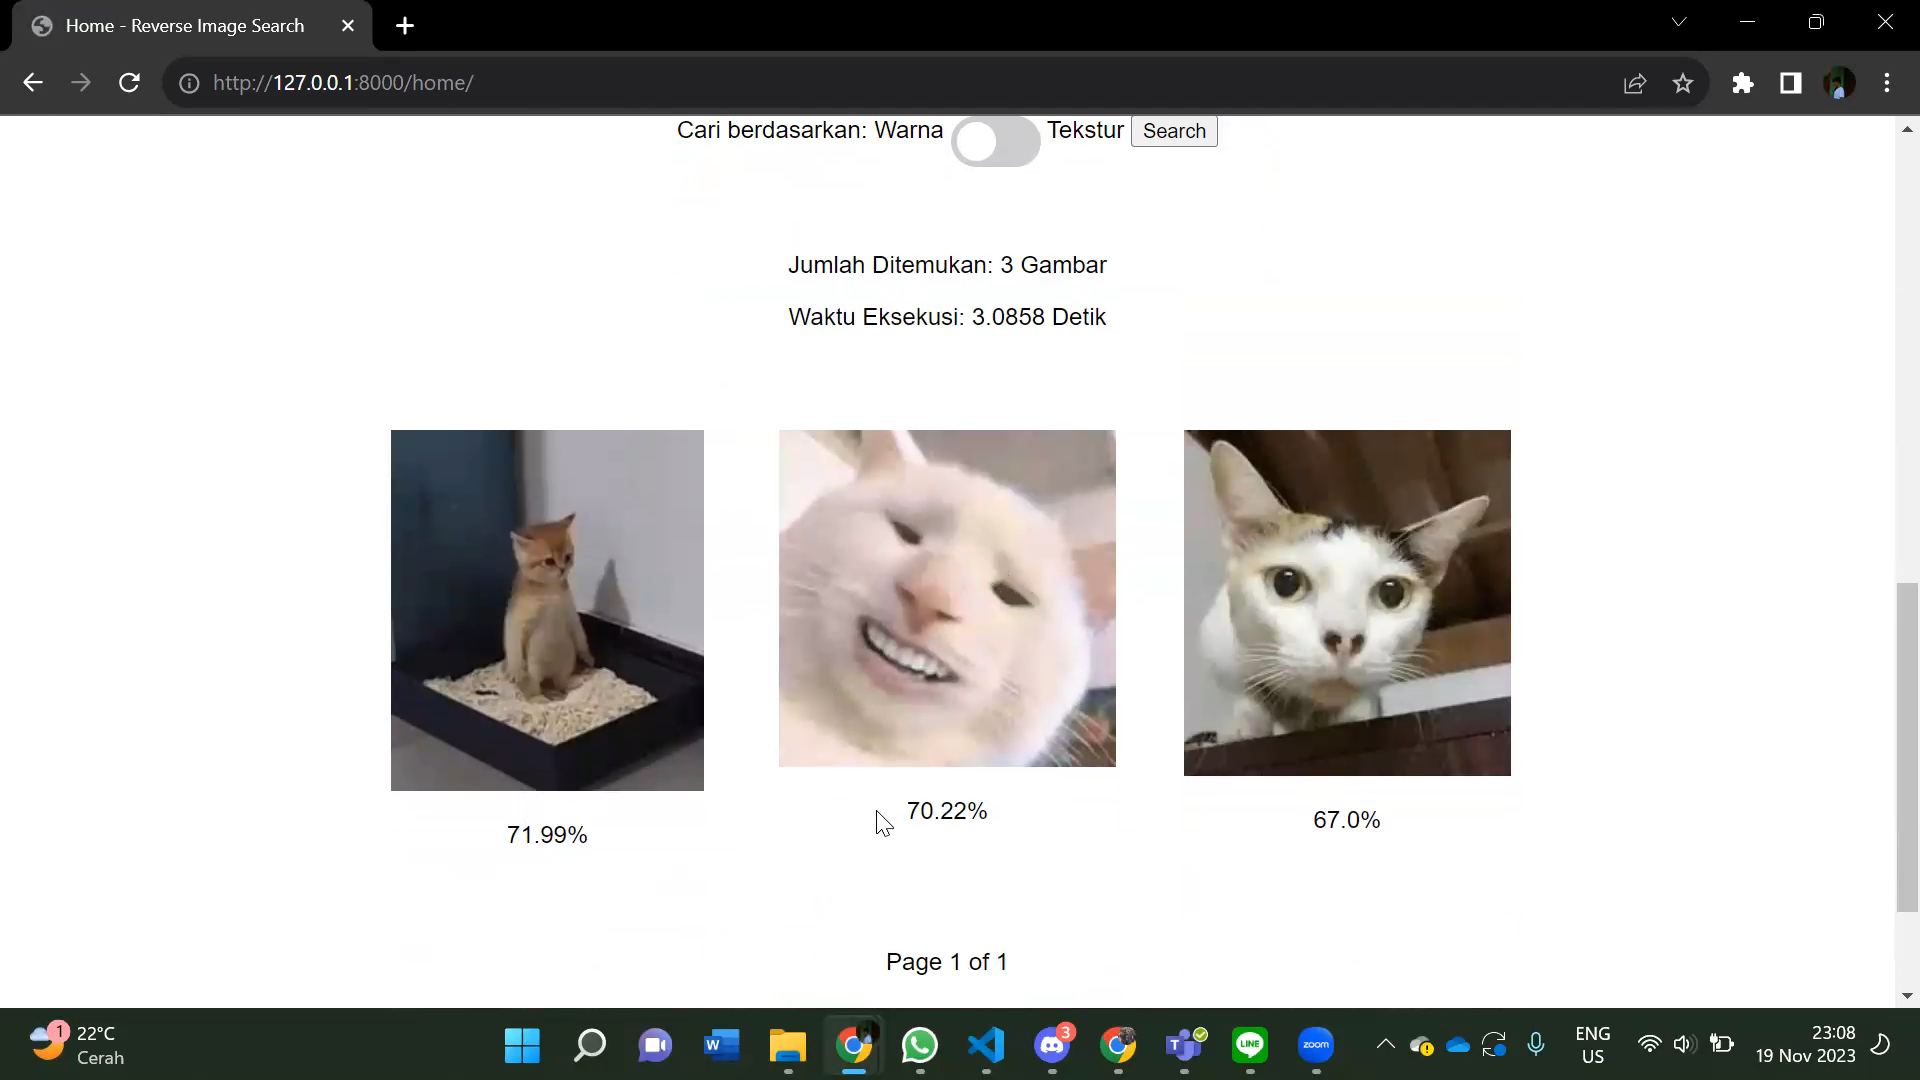 Home - Reverse Image Search
http://127.0.0.1:8000/home/
Cari berdasarkan: Warna Tekstur Search
Jumlah Ditemukan: 3 Gambar
Waktu Eksekusi: 3.0858 Detik
71.99%
70.22%
67.0%
Page 1 of 1
1
22°C
Cerah
W
3
T
LINE
zoom
ENG
US
23:08
19 Nov 2023